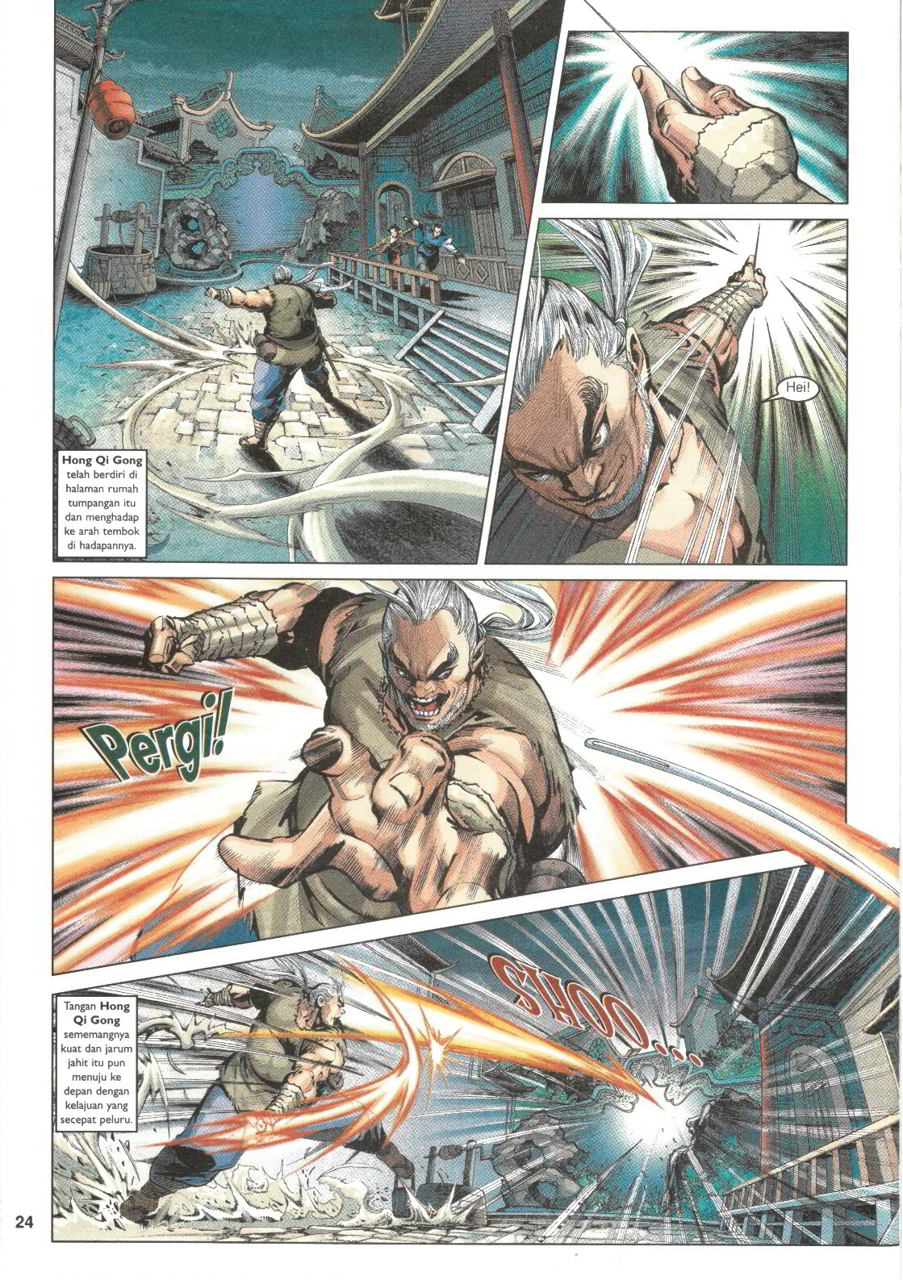 Hong Qi Gong
telah berdiri di
halaman rumah
tumpangan itu
dan menghadap
ke arah tembok
di hadapannya.
Hei!
Pergi!
Tangan Hong
Qi Gong
sememangnya
kuat dan jarum
jahit itu pun
menuju ke
depan dengan
kelajuan yang
secepat peluru.
SHOO...
24